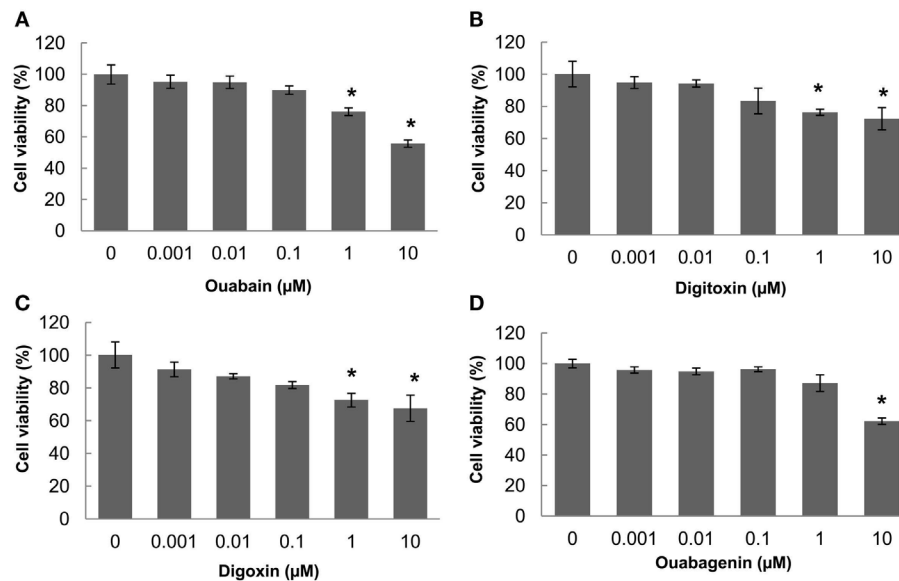 A
120
100
80
60
40
20
0
Cell viability (%)
*
*
0 0.001 0.01 0.1 1 10
Ouabain (μM)
B
120
100
80
60
40
20
0
Cell viability (%)
*
*
0 0.001 0.01 0.1 1 10
Digitoxin (μM)
C
120
100
80
60
40
20
0
Cell viability (%)
*
*
0 0.001 0.01 0.1 1 10
Digoxin (μM)
D
120
100
80
60
40
20
0
Cell viability (%)
*
0 0.001 0.01 0.1 1 10
Ouabagenin (μM)